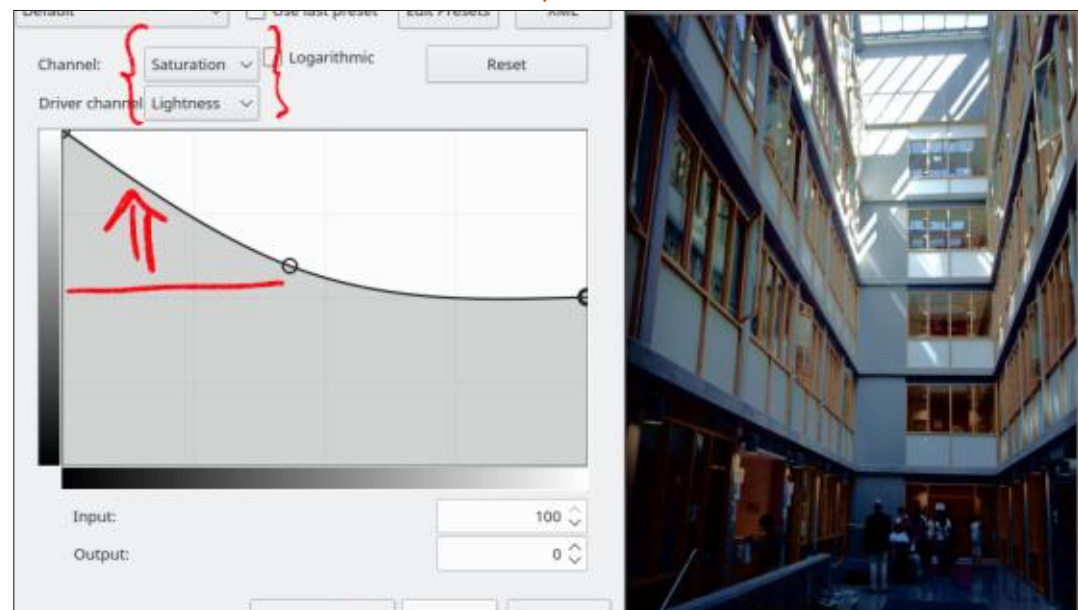 Default
Use last preset
Edit Presets
XML
Channel:
Saturation
Logarithmic
Reset
Driver channel
Lightness
Input:
100
Output:
0